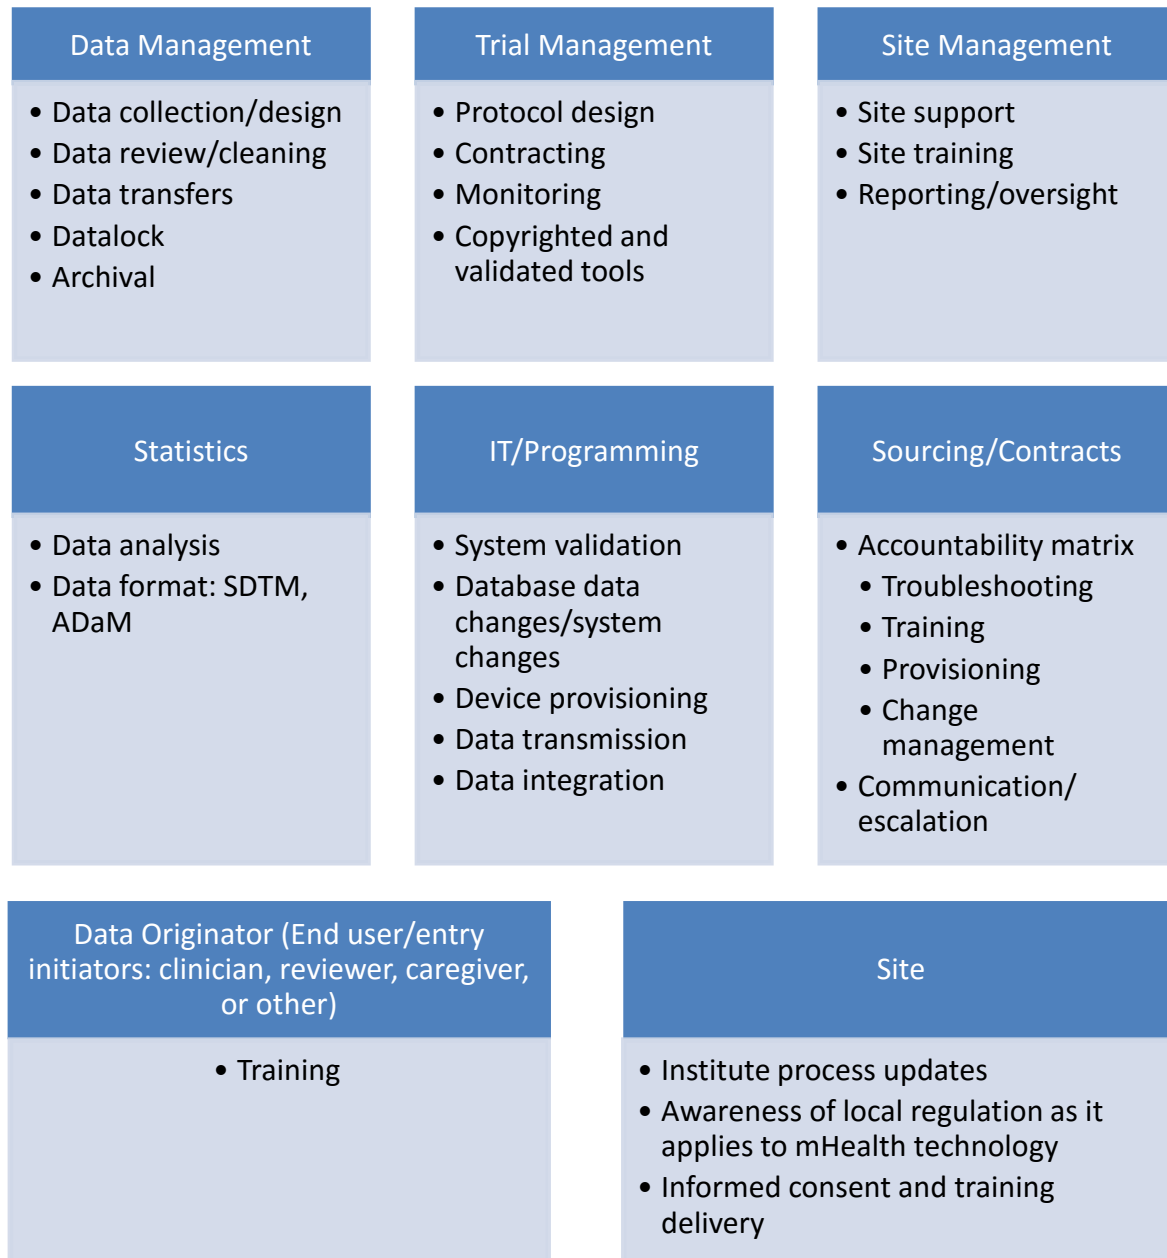 Data Management
• Data collection/design
• Data review/cleaning
• Data transfers
• Datalock
• Archival
Trial Management
• Protocol design
• Contracting
• Monitoring
• Copyrighted and
validated tools
Site Management
• Site support
• Site training
• Reporting/oversight
Statistics
• Data analysis
• Data format: SDTM,
ADaM
IT/Programming
• System validation
• Database data
changes/system
changes
• Device provisioning
• Data transmission
• Data integration
Sourcing/Contracts
• Accountability matrix
• Troubleshooting
• Training
• Provisioning
• Change
management
• Communication/
escalation
Data Originator (End user/entry
initiators: clinician, reviewer, caregiver,
or other)
• Training
Site
• Institute process updates
• Awareness of local regulation as it
applies to mHealth technology
• Informed consent and training
delivery